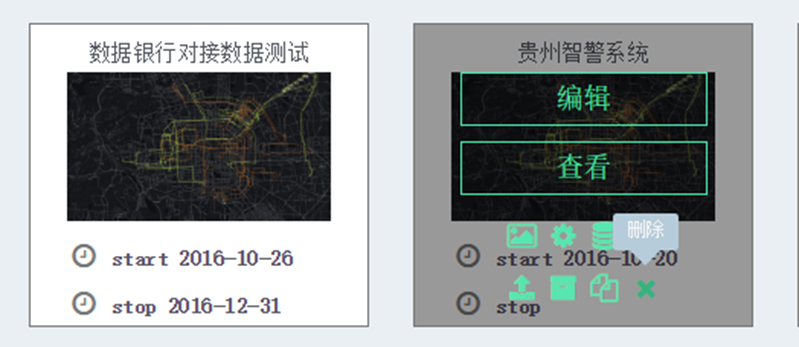 数据银行对接数据测试
start 2016-10-26
stop 2016-12-31
贵州智警系统
编辑
查看
删除
start 2016-10-20
stop